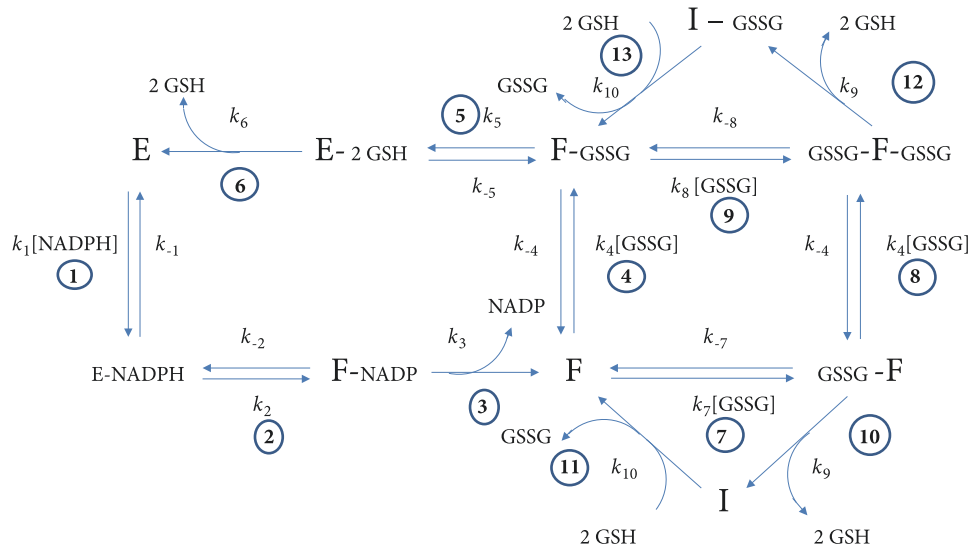 2 GSH 13 I – GSSG 2 GSH
2 GSH GSSG k10 k9 12
k6 5 k5 k-8
E E- 2 GSH F-GSSG GSSG-F-GSSG
6 k-5 k8 [GSSG]
9
k1[NADPH] k-1 k-4 k4[GSSG] k-4 k4[GSSG]
1 4 8
NADP
k-2 k3 k-7
E-NADPH F-NADP F GSSG -F
k2 3 k7[GSSG]
2 GSSG 7 10
11 k10 k9
I
2 GSH 2 GSH